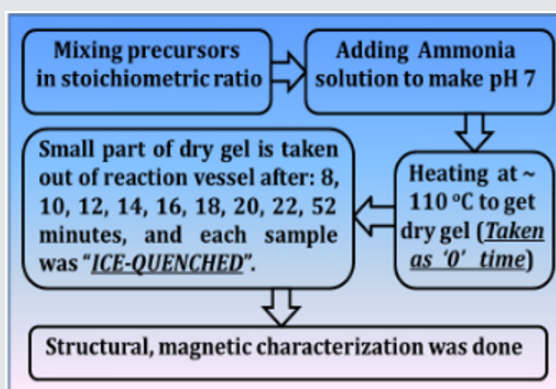 Mixing precursors
in stoichiometric ratio
Adding Ammonia
solution to make pH 7
Heating at ~
110 ºC to get
dry gel (Taken
as '0' time)
Small part of dry gel is taken
out of reaction vessel after: 8,
10, 12, 14, 16, 18, 20, 22, 52
minutes, and each sample
was "ICE-QUENCHED".
Structural, magnetic characterization was done